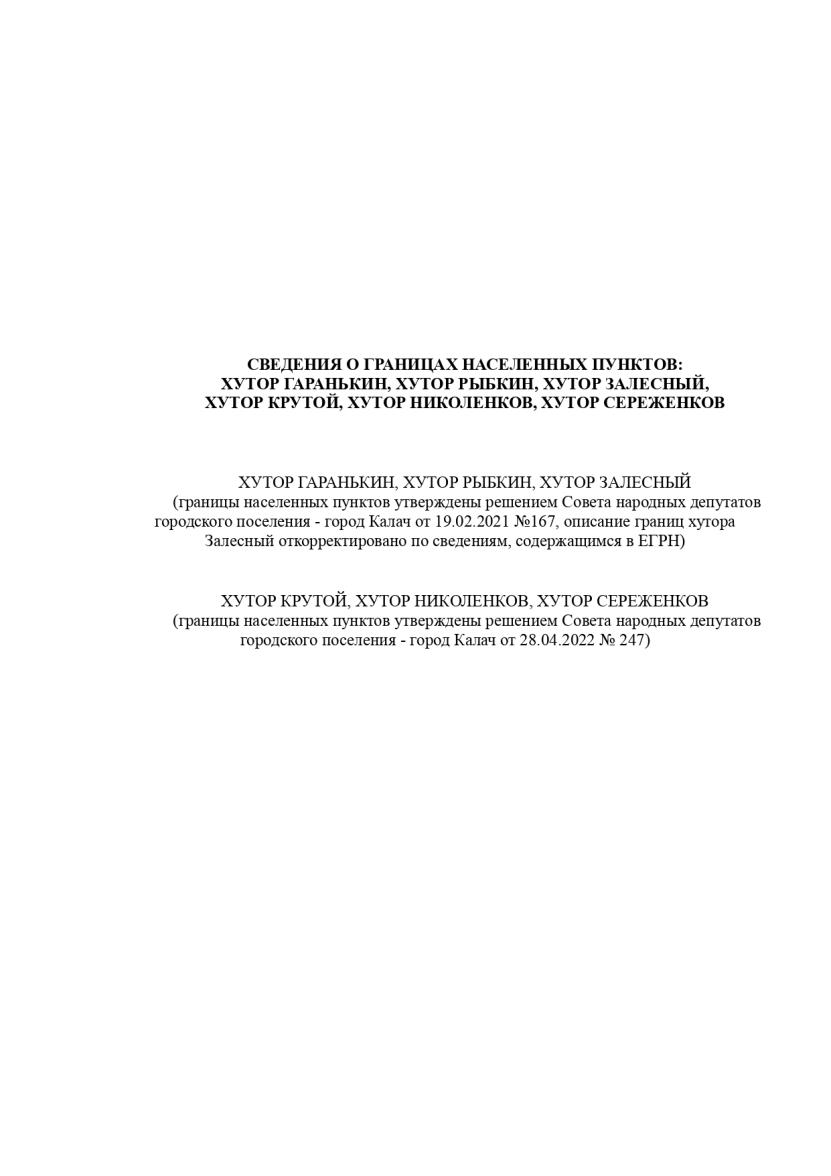 СВЕДЕНИЯ О ГРАНИЦАХ НАСЕЛЕННЫХ ПУНКТОВ:
ХУТОР ГАРАНЬКИН, ХУТОР РЫБКИН, ХУТОР ЗАЛЕСНЫЙ,
ХУТОР КРУТОЙ, ХУТОР НИКОЛЕНКОВ, ХУТОР СЕРЕЖЕНКОВ
ХУТОР ГАРАНЬКИН, ХУТОР РЫБКИН, ХУТОР ЗАЛЕСНЫЙ
(границы населенных пунктов утверждены решением Совета народных депутатов
городского поселения - город Калач от 19.02.2021 №167, описание границ хутора
Залесный откорректировано по сведениям, содержащимся в ЕГРН)
ХУТОР КРУТОЙ, ХУТОР НИКОЛЕНКОВ, ХУТОР СЕРЕЖЕНКОВ
(границы населенных пунктов утверждены решением Совета народных депутатов
городского поселения - город Калач от 28.04.2022 № 247)